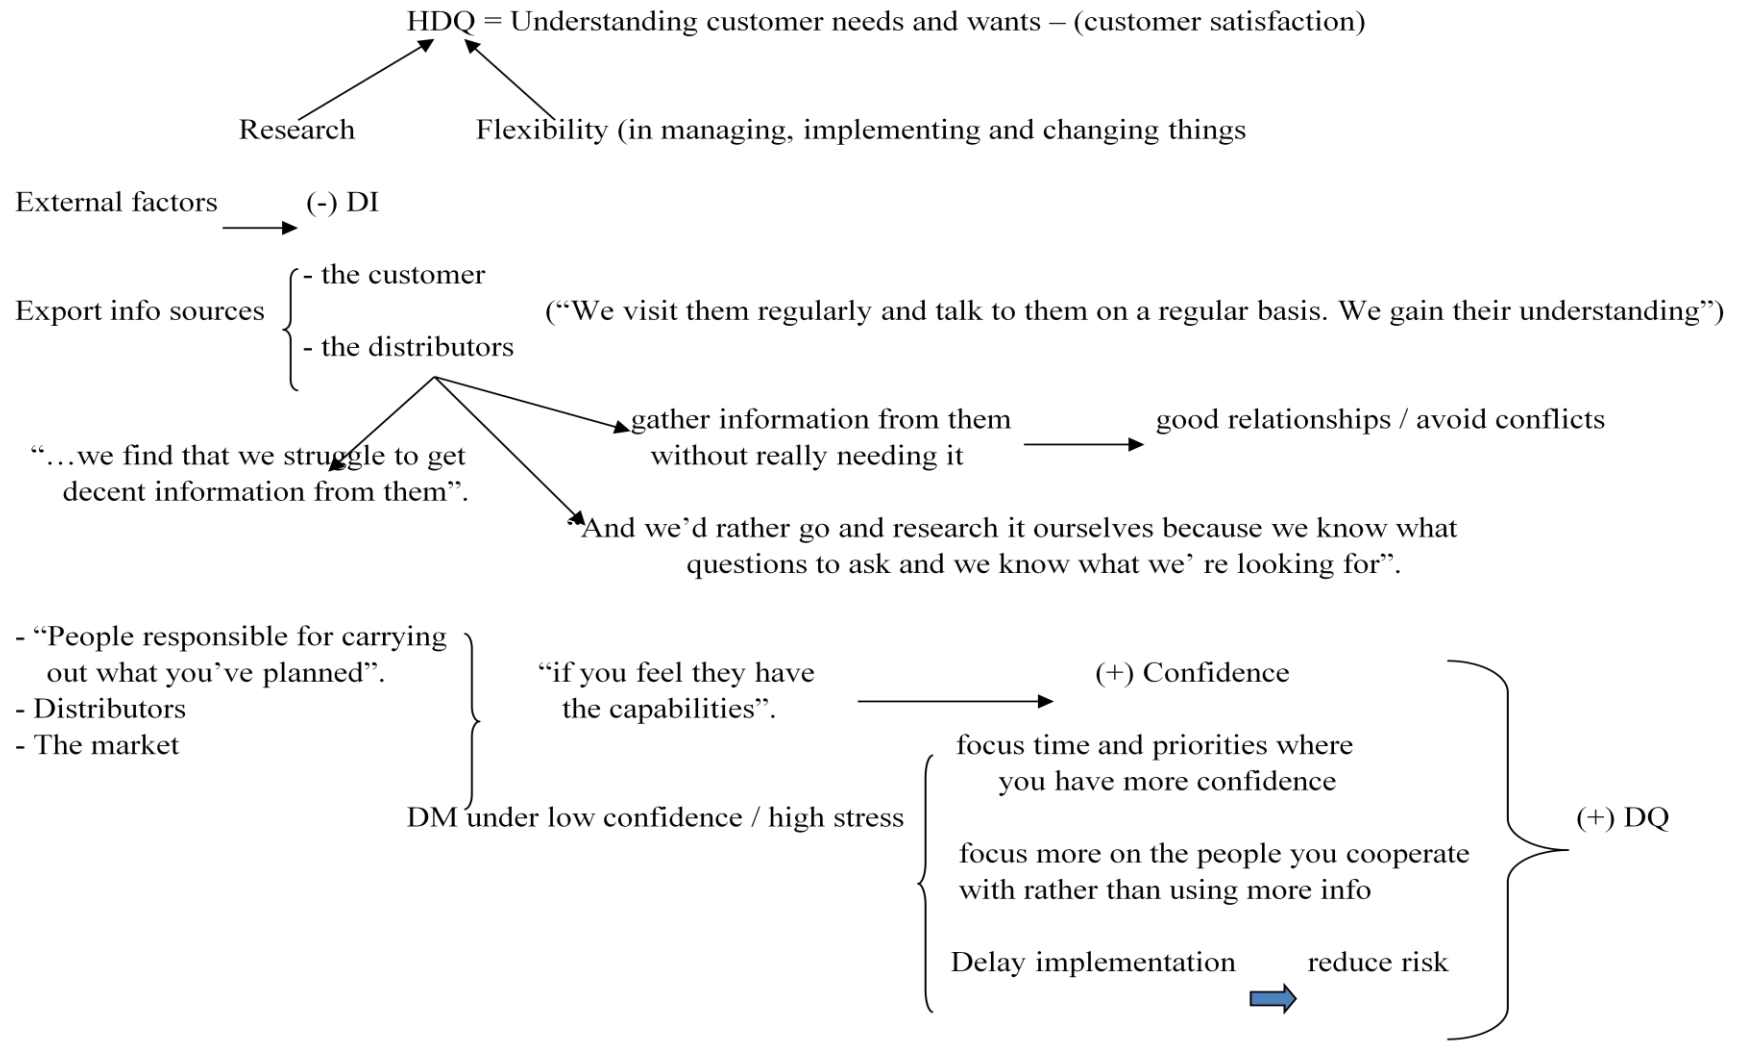 HDQ = Understanding customer needs and wants – (customer satisfaction)
Research
Flexibility (in managing, implementing and changing things
External factors
(-) DI
- the customer
Export info sources
(“We visit them regularly and talk to them on a regular basis. We gain their understanding”)
- the distributors
gather information from them
without really needing it
good relationships / avoid conflicts
“…we find that we struggle to get
decent information from them”.
“And we’d rather go and research it ourselves because we know what
questions to ask and we know what we’ re looking for”.
- “People responsible for carrying
out what you’ve planned”.
- Distributors
- The market
“if you feel they have
the capabilities”.
(+) Confidence
DM under low confidence / high stress
focus time and priorities where
you have more confidence
focus more on the people you cooperate
with rather than using more info
Delay implementation
reduce risk
(+) DQ